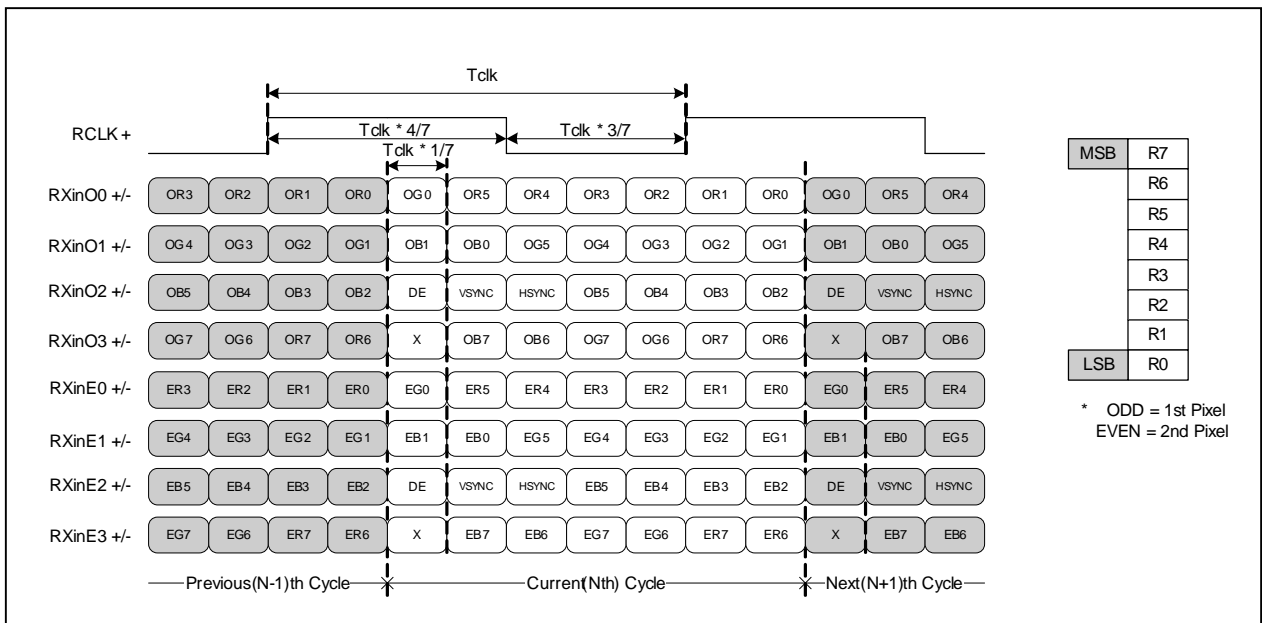 Tclk
RCLK +
Tclk * 4/7
Tclk * 3/7
Tclk * 1/7
RXinO0 +/- OR3 OR2 OR1 OR0 OG0 OR5 OR4 OR3 OR2 OR1 OR0 OG0 OR5 OR4
RXinO1 +/- OG4 OG3 OG2 OG1 OB1 OB0 OG5 OG4 OG3 OG2 OG1 OB1 OB0 OG5
RXinO2 +/- OB5 OB4 OB3 OB2 DE VSYNC HSYNC OB5 OB4 OB3 OB2 DE VSYNC HSYNC
RXinO3 +/- OG7 OG6 OR7 OR6 X OB7 OB6 OG7 OG6 OR7 OR6 X OB7 OB6
RXinE0 +/- ER3 ER2 ER1 ER0 EG0 ER5 ER4 ER3 ER2 ER1 ER0 EG0 ER5 ER4
RXinE1 +/- EG4 EG3 EG2 EG1 EB1 EB0 EG5 EG4 EG3 EG2 EG1 EB1 EB0 EG5
RXinE2 +/- EB5 EB4 EB3 EB2 DE VSYNC HSYNC EB5 EB4 EB3 EB2 DE VSYNC HSYNC
RXinE3 +/- EG7 EG6 ER7 ER6 X EB7 EB6 EG7 EG6 ER7 ER6 X EB7 EB6
Previous(N-1)th Cycle Current(Nth) Cycle Next(N+1)th Cycle
MSB R7
R6
R5
R4
R3
R2
R1
LSB R0
* ODD = 1st Pixel
EVEN = 2nd Pixel